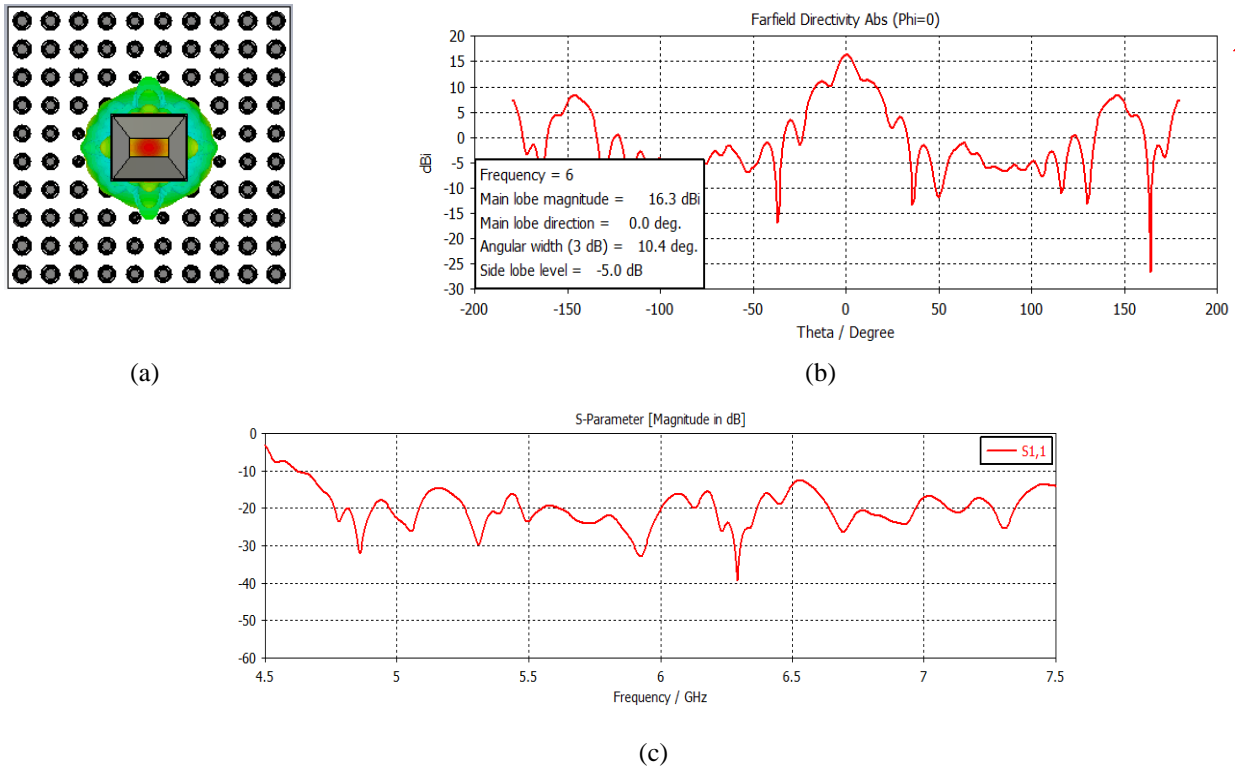 Farfield Directivity Abs (Phi=0)
20
15
10
5
0
-5
-10
-15
-20
-25
-30
dBi
Frequency = 6
Main lobe magnitude = 16.3 dBi
Main lobe direction = 0.0 deg.
Angular width (3 dB) = 10.4 deg.
Side lobe level = -5.0 dB
-200 -150 -100 -50 0 50 100 150 200
Theta / Degree
(a)
(b)
S-Parameter [Magnitude in dB]
0
-10
-20
-30
-40
-50
-60
S1,1
4.5 5 5.5 6 6.5 7 7.5
Frequency / GHz
(c)